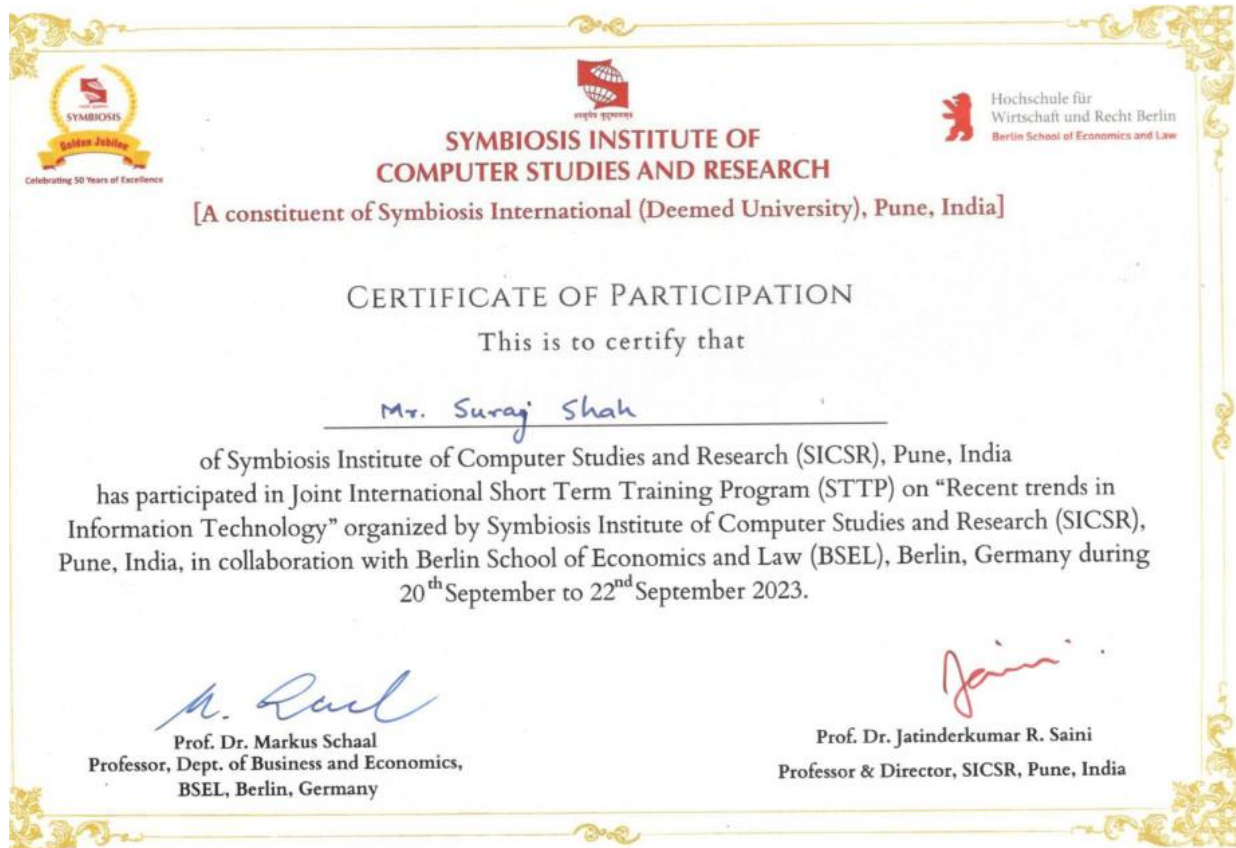 SYMBIOSIS
Golden Jubilee
Celebrating 50 Years of Excellence
SYMBIOSIS INSTITUTE OF
COMPUTER STUDIES AND RESEARCH
Hochschule für
Wirtschaft und Recht Berlin
Berlin School of Economics and Law
[A constituent of Symbiosis International (Deemed University), Pune, India]
CERTIFICATE OF PARTICIPATION
This is to certify that
Mr. Suraj Shah
of Symbiosis Institute of Computer Studies and Research (SICSR), Pune, India
has participated in Joint International Short Term Training Program (STTP) on “Recent trends in
Information Technology” organized by Symbiosis Institute of Computer Studies and Research (SICSR),
Pune, India, in collaboration with Berlin School of Economics and Law (BSEL), Berlin, Germany during
20th September to 22nd September 2023.
Prof. Dr. Markus Schaal
Professor, Dept. of Business and Economics,
BSEL, Berlin, Germany
Prof. Dr. Jatinderkumar R. Saini
Professor & Director, SICSR, Pune, India